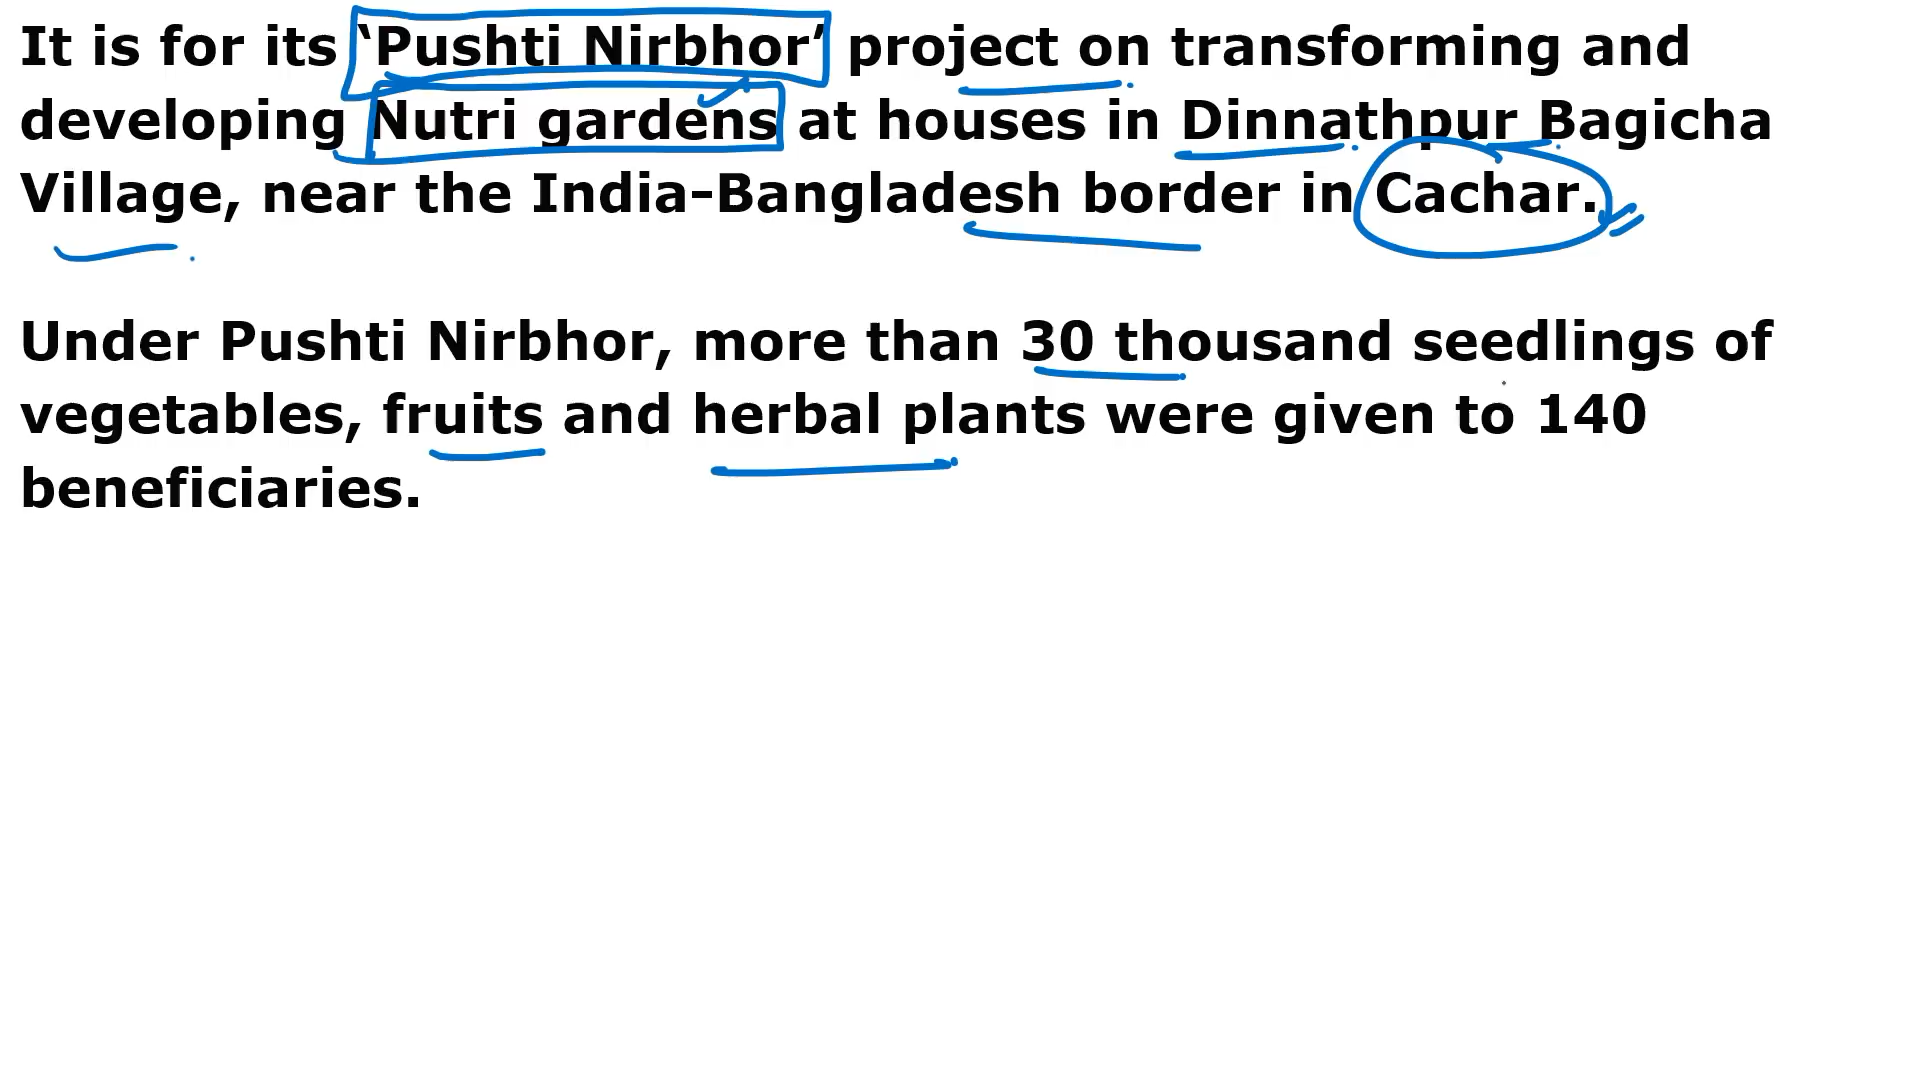 It is for its ‘Pushti Nirbhor’ project on transforming and
developing Nutri gardens at houses in Dinnathpur Bagicha
Village, near the India-Bangladesh border in Cachar.
Under Pushti Nirbhor, more than 30 thousand seedlings of
vegetables, fruits and herbal plants were given to 140
beneficiaries.